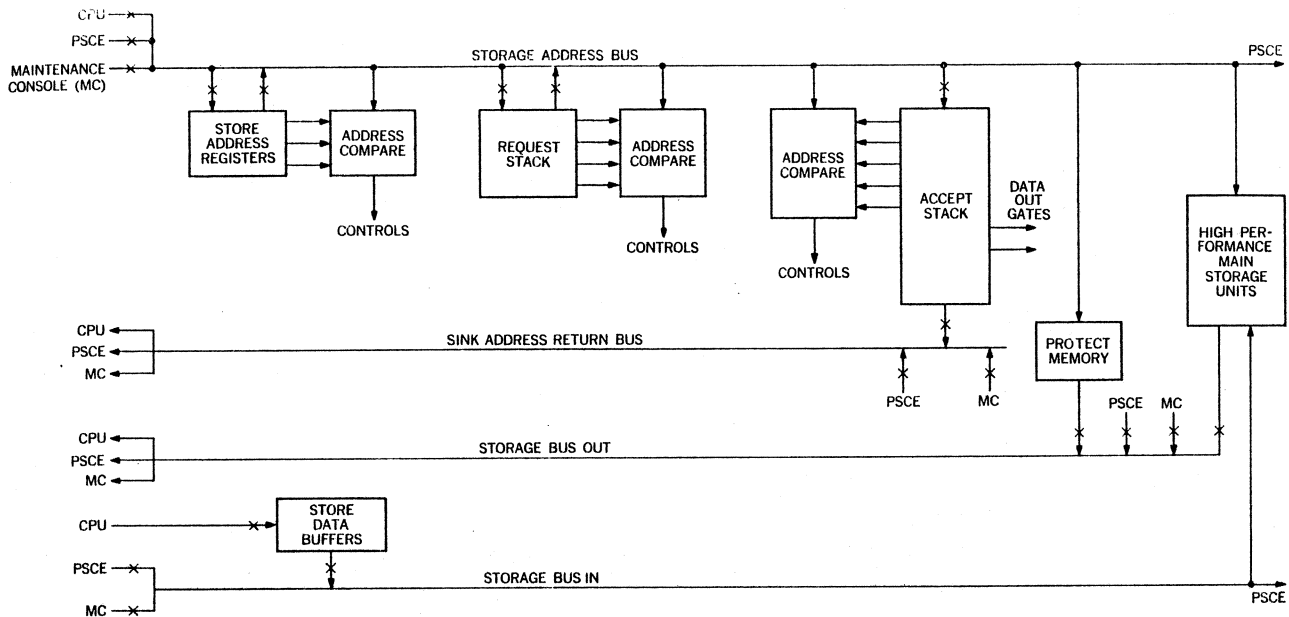 CPU
PSCE
MAINTENANCE
CONSOLE (MC)
STORAGE ADDRESS BUS
PSCE
STORE
ADDRESS
REGISTERS
ADDRESS
COMPARE
CONTROLS
REQUEST
STACK
ADDRESS
COMPARE
CONTROLS
ADDRESS
COMPARE
CONTROLS
ACCEPT
STACK
DATA
OUT
GATES
HIGH PER-
FORMANCE
MAIN
STORAGE
UNITS
CPU
PSCE
MC
SINK ADDRESS RETURN BUS
PSCE
MC
PROTECT
MEMORY
PSCE
MC
CPU
PSCE
MC
STORAGE BUS OUT
CPU
STORE
DATA
BUFFERS
PSCE
MC
STORAGE BUS IN
PSCE